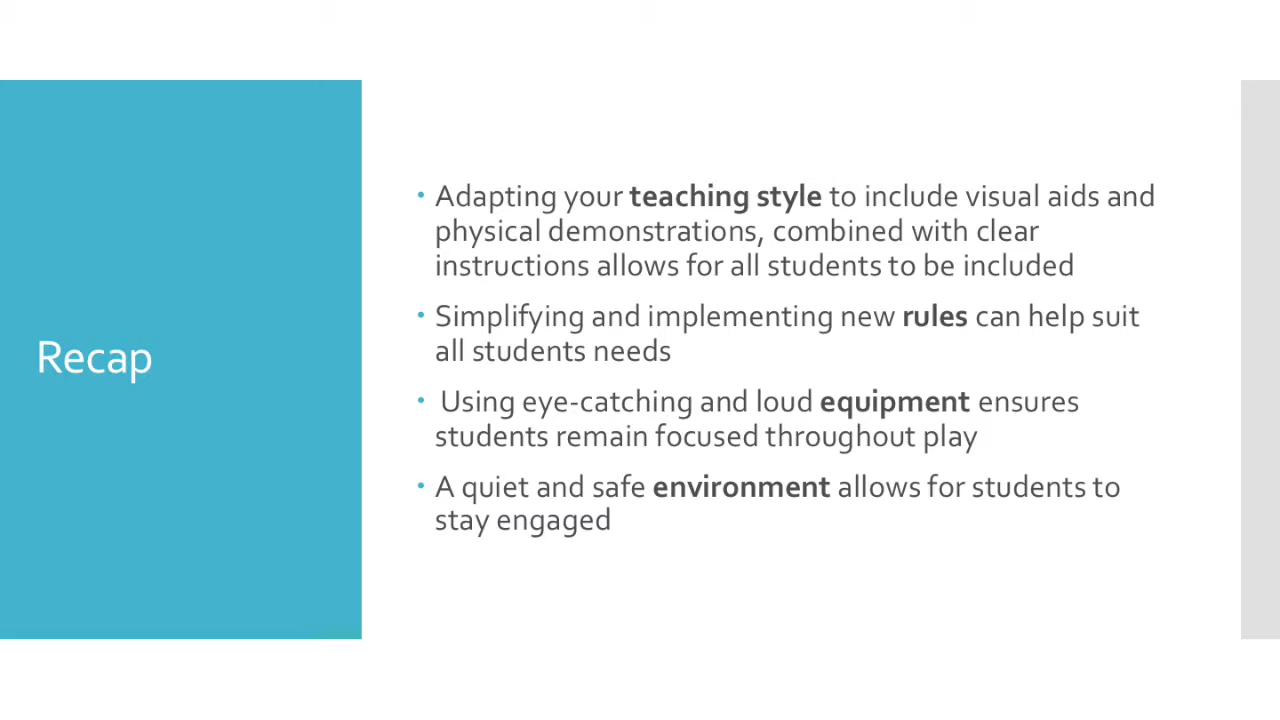 Recap
• Adapting your teaching style to include visual aids and
physical demonstrations, combined with clear
instructions allows for all students to be included
• Simplifying and implementing new rules can help suit
all students needs
• Using eye-catching and loud equipment ensures
students remain focused throughout play
• A quiet and safe environment allows for students to
stay engaged